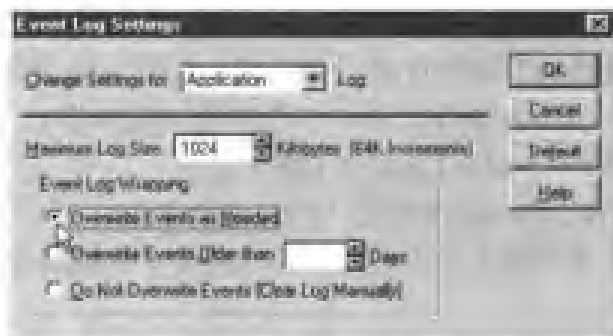 Event Log Settings
Change Settings for Application Log
OK
Cancel
Default
Help
Maximum Log Size 1024 Kilobytes (64K Increments)
Event Log Wrapping
Overwrite Events as Needed
Overwrite Events Older than Days
Do Not Overwrite Events (Clear Log Manually)